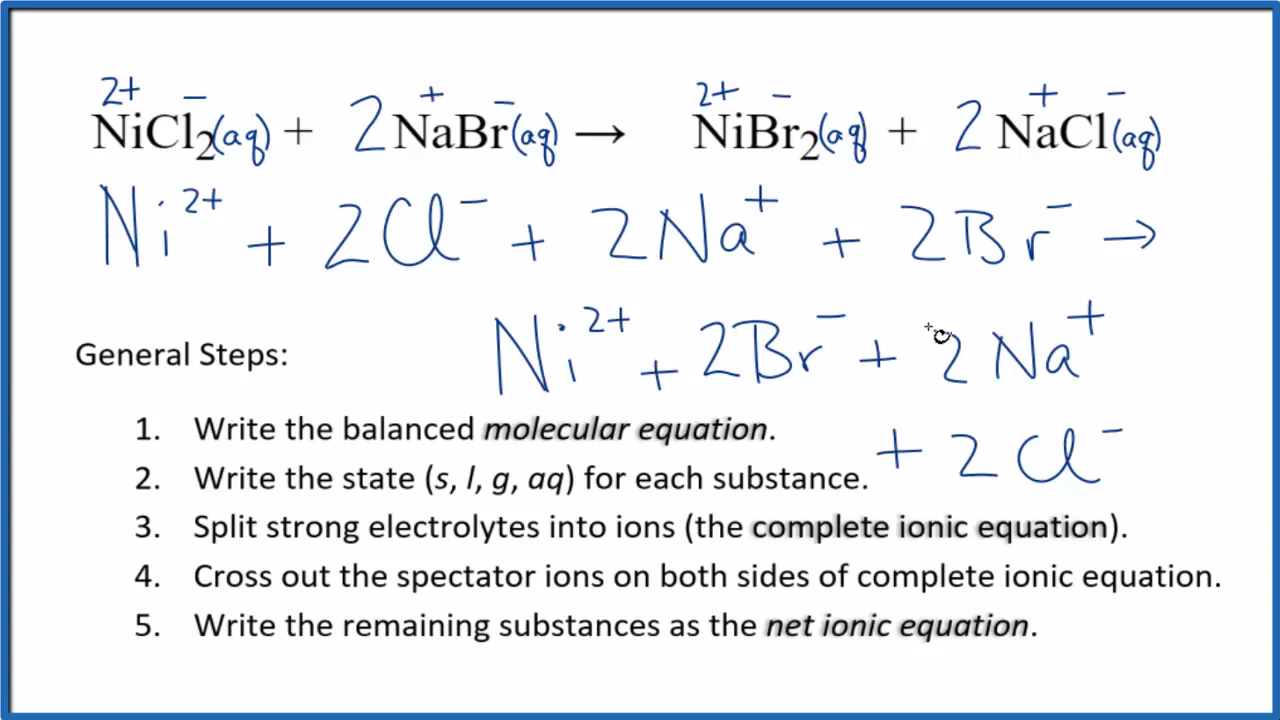 2+ − + − 2+ − + −
NiCl₂(aq) + 2NaBr(aq) → NiBr₂(aq) + 2NaCl(aq)
Ni²⁺ + 2Cl⁻ + 2Na⁺ + 2Br⁻ →
Ni²⁺ + 2Br⁻ + 2Na⁺
+ 2Cl⁻
General Steps:
1. Write the balanced molecular equation.
2. Write the state (s, l, g, aq) for each substance.
3. Split strong electrolytes into ions (the complete ionic equation).
4. Cross out the spectator ions on both sides of complete ionic equation.
5. Write the remaining substances as the net ionic equation.